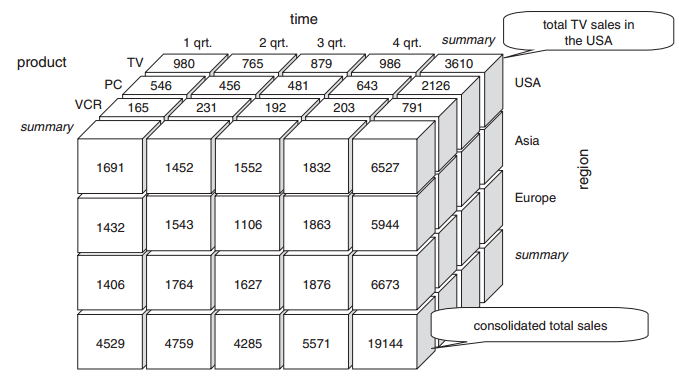 time
total TV sales in
the USA
1 qrt. 2 qrt. 3 qrt. 4 qrt. summary
product
TV 980 765 879 986 3610
PC 546 456 481 643 2126
USA
VCR 165 231 192 203 791
summary
Asia
1691 1452 1552 1832 6527
region
Europe
1432 1543 1106 1863 5944
summary
1406 1764 1627 1876 6673
consolidated total sales
4529 4759 4285 5571 19144